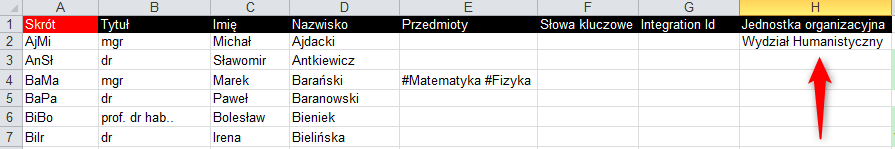 A B C D E F G H
1 Skrót Tytuł Imię Nazwisko Przedmioty Słowa kluczowe Integration Id Jednostka organizacyjna
2 AjMi mgr Michał Ajdacki Wydział Humanistyczny
3 AnSł dr Sławomir Antkiewicz
4 BaMa mgr Marek Barański #Matematyka #Fizyka
5 BaPa dr Paweł Baranowski
6 BiBo prof. dr hab.. Bolesław Bieniek
7 BiIr dr Irena Bielińska